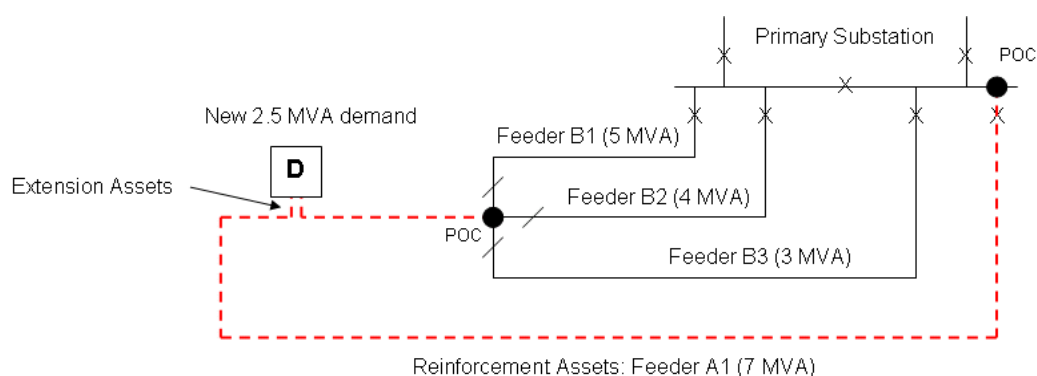 Primary Substation
POC
New 2.5 MVA demand
Feeder B1 (5 MVA)
D
Extension Assets
Feeder B2 (4 MVA)
POC
Feeder B3 (3 MVA)
Reinforcement Assets: Feeder A1 (7 MVA)